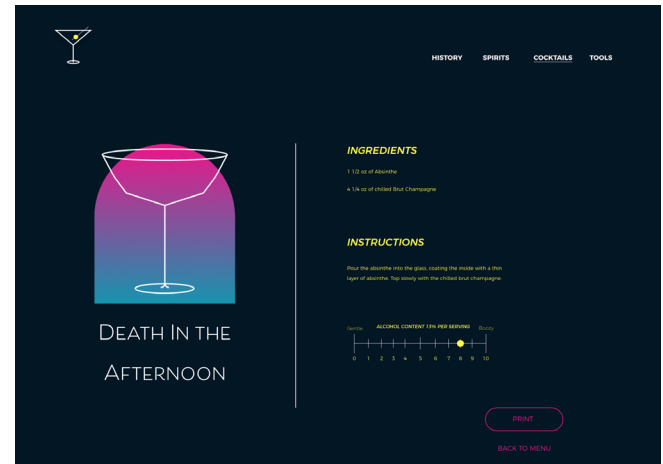 HISTORY SPIRITS COCKTAILS TOOLS
DEATH IN THE
AFTERNOON
INGREDIENTS
1 1/2 oz of Absinthe
4 1/4 oz of chilled Brut Champagne
INSTRUCTIONS
Pour the absinthe into the glass, coating the inside with a thin
layer of absinthe. Top slowly with the chilled brut champagne.
Gentle ALCOHOL CONTENT 15% PER SERVING Boozy
0 1 2 3 4 5 6 7 8 9 10
PRINT
BACK TO MENU